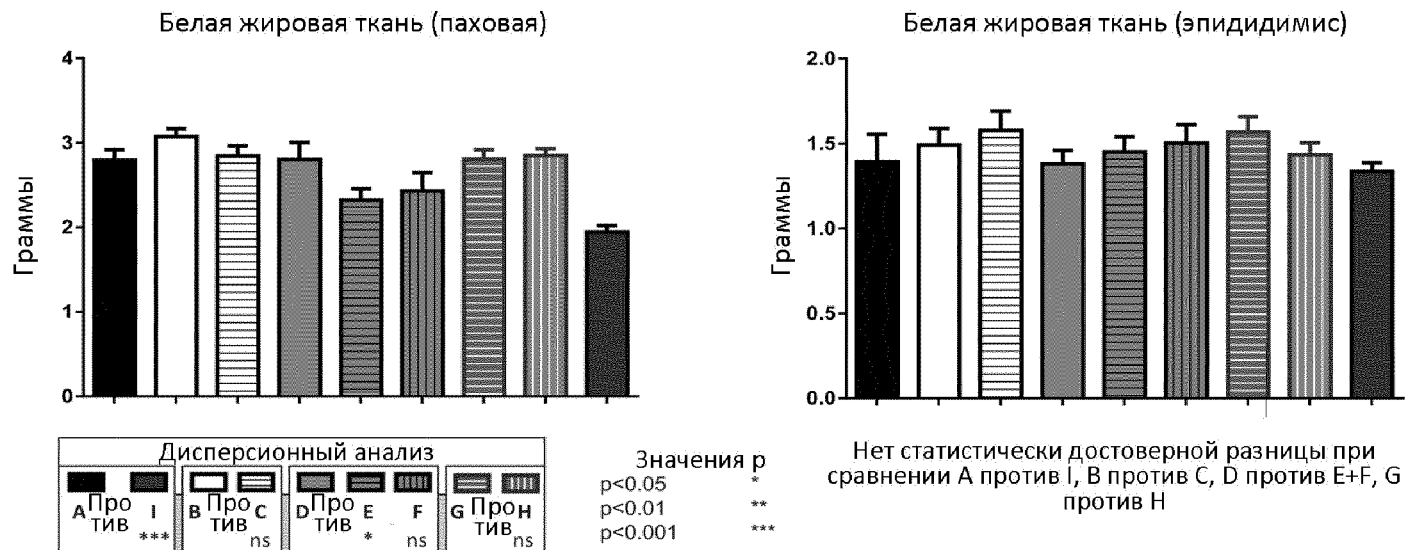 Белая жировая ткань (паховая)
4
3
2
1
0
Граммы
Белая жировая ткань (эпидидимис)
2.0
1.5
1.0
0.5
0.0
Граммы
Дисперсионный анализ
A Про тив I
***
B Про тив C
ns
D Про тив E F
* ns
G Про тив H
ns
Значения р
p<0.05 *
p<0.01 **
p<0.001 ***
Нет статистически достоверной разницы при
сравнении А против I, В против С, D против E+F, G
против Н